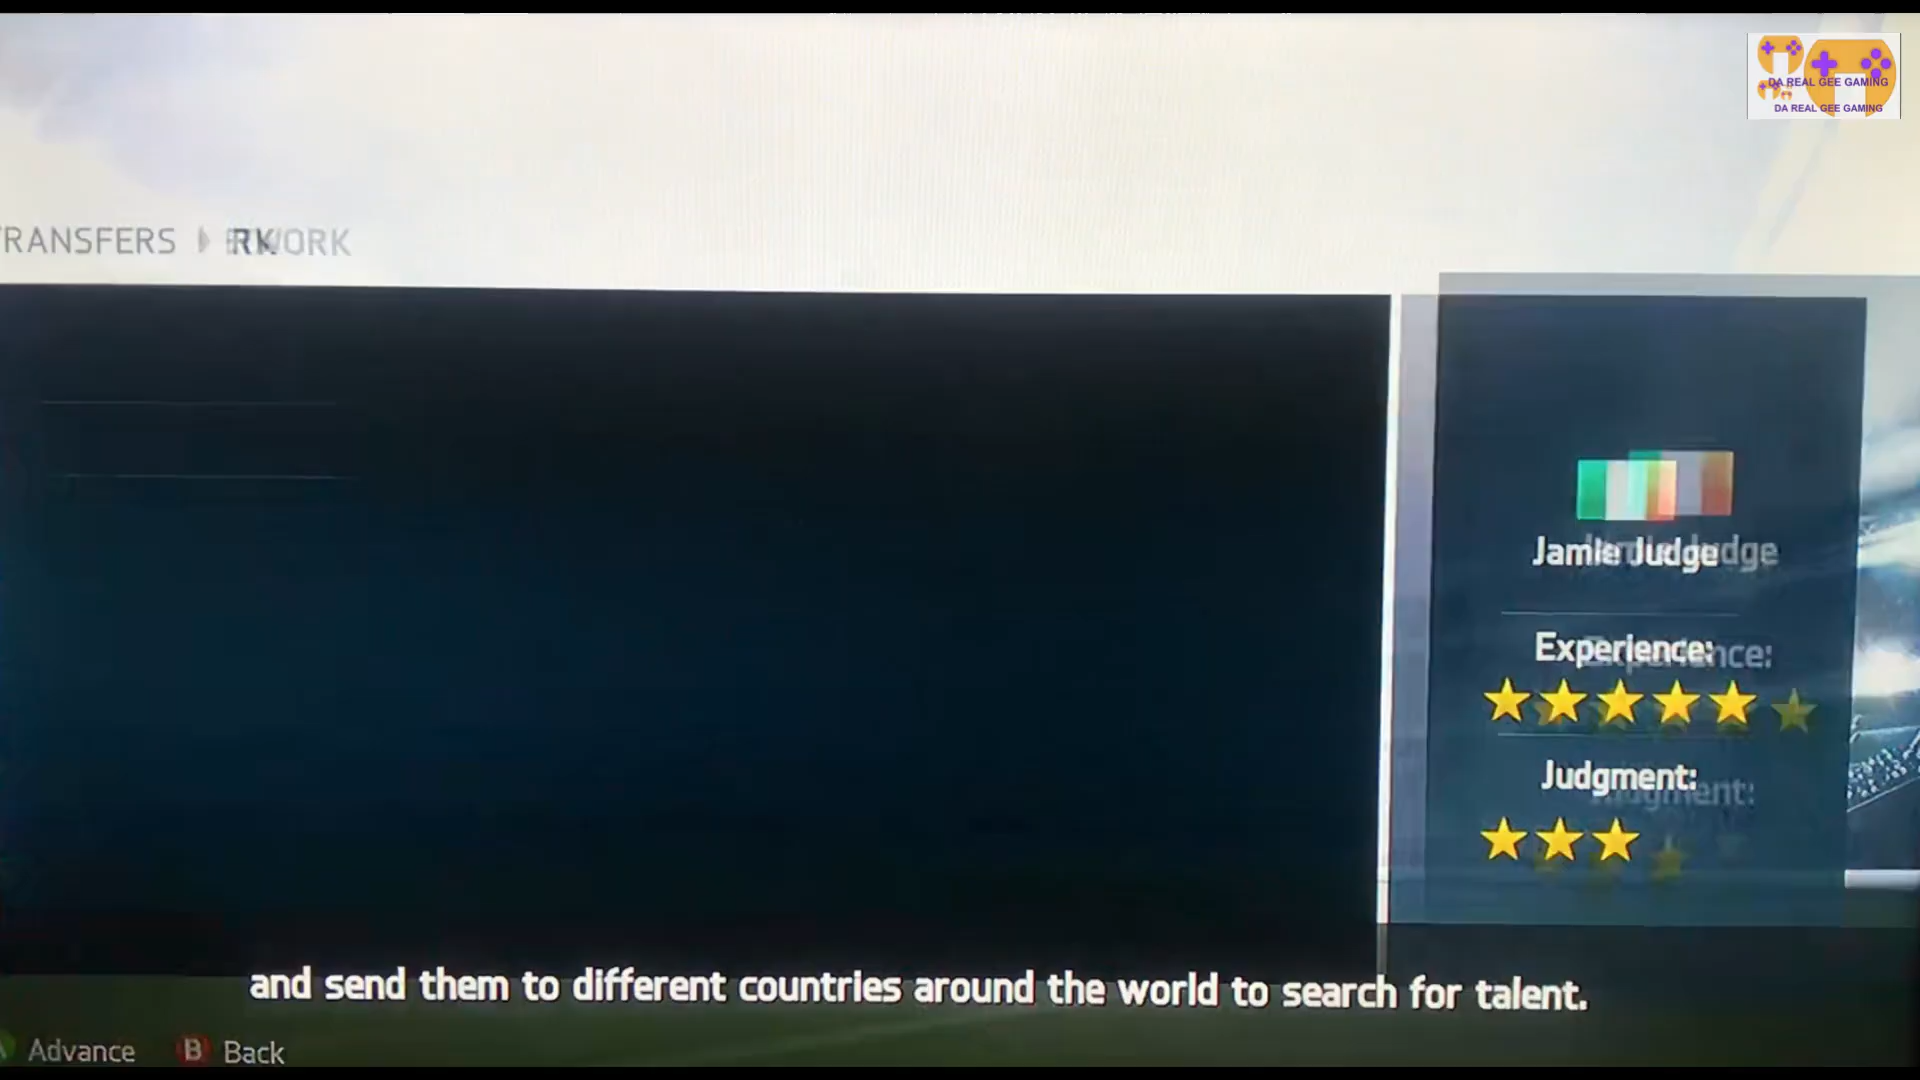 DA REAL GEE GAMING
DA REAL GEE GAMING
TRANSFERS
Jamie Judge
Experience:
Judgment:
and send them to different countries around the world to search for talent.
Advance B Back